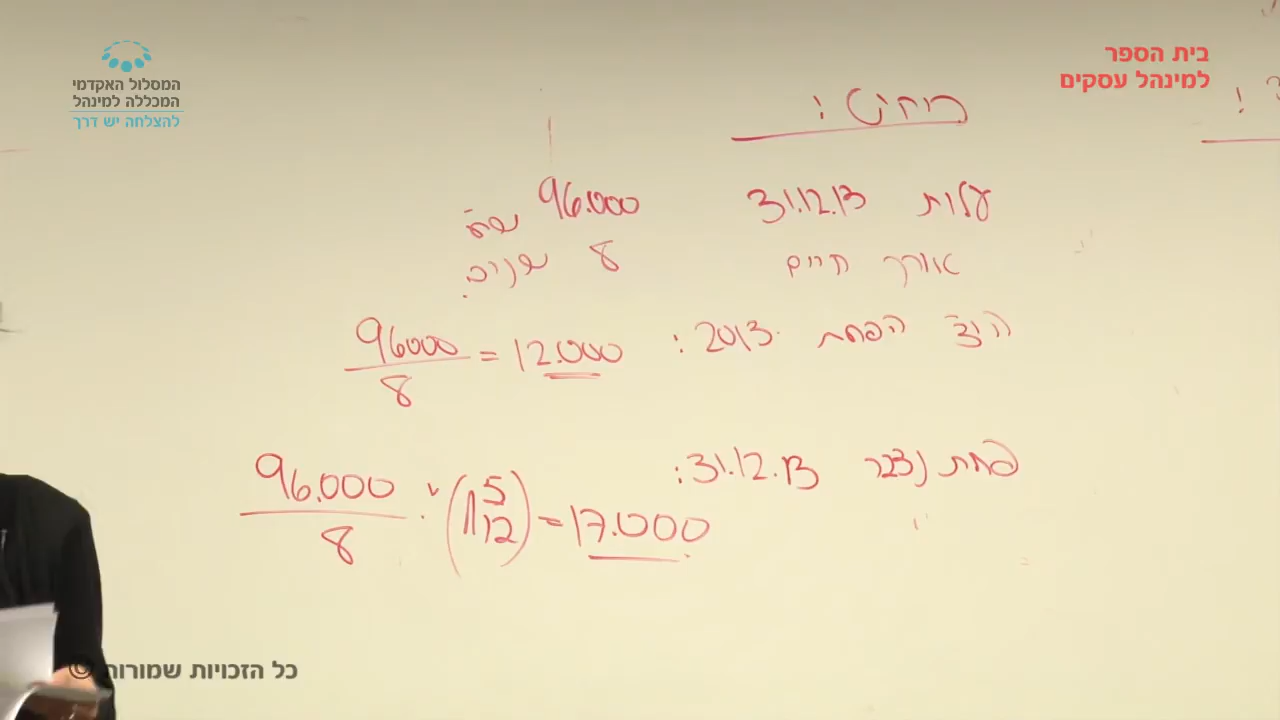 בית הספר
למינהל עסקים
המסלול האקדמי
המכללה למינהל
להצלחה יש דרך
רוהיט :
עלות 31.12.13 96.000 ש״ח
אורך חיים 8 שנים.
הוצ׳ הפחת 2013: 96000/8 = 12.000
פחת נצבר 31.12.13: 96.000/8 · (1 5/12) = 17.000
כל הזכויות שמורות ©